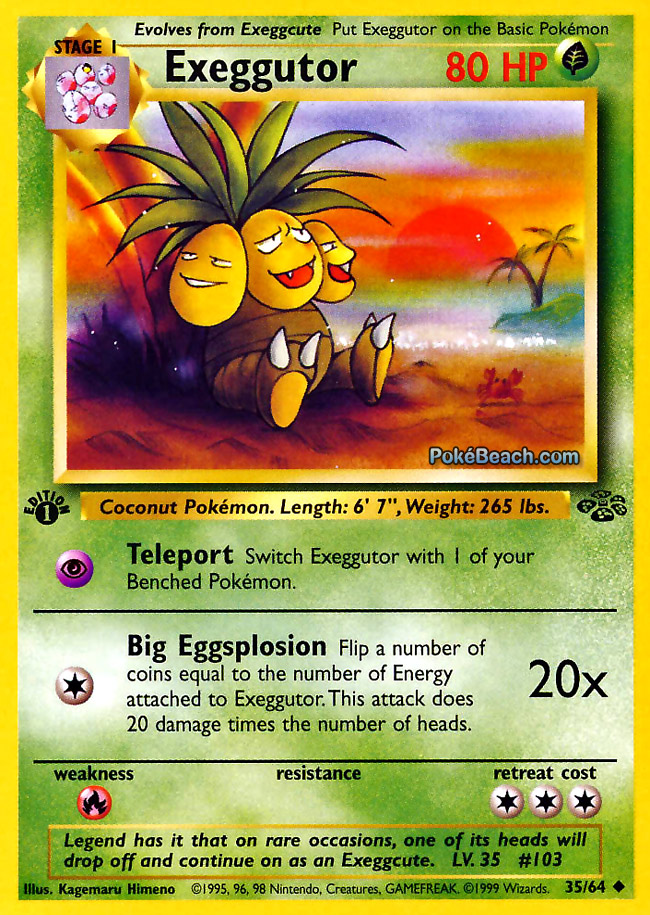 Evolves from Exeggcute Put Exeggutor on the Basic Pokémon
STAGE 1
Exeggutor 80 HP
PokéBeach.com
EDITION 1
Coconut Pokémon. Length: 6' 7", Weight: 265 lbs.
Teleport Switch Exeggutor with 1 of your
Benched Pokémon.
Big Eggsplosion Flip a number of
coins equal to the number of Energy
attached to Exeggutor. This attack does
20 damage times the number of heads.
20x
weakness resistance retreat cost
Legend has it that on rare occasions, one of its heads will
drop off and continue on as an Exeggcute. LV. 35 #103
Illus. Kagemaru Himeno ©1995, 96, 98 Nintendo, Creatures, GAMEFREAK. ©1999 Wizards. 35/64